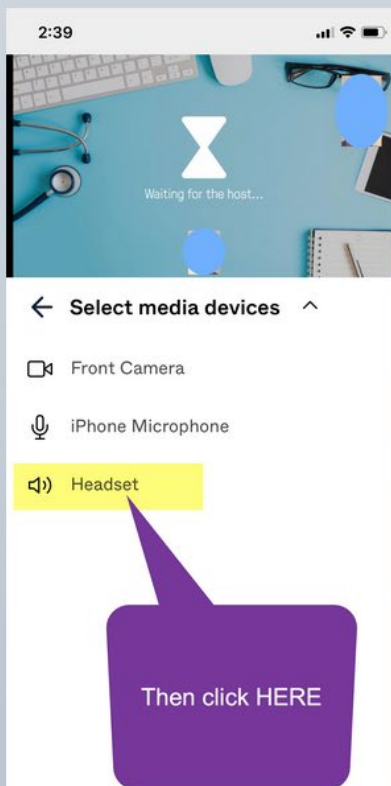 2:39
Waiting for the host...
Select media devices
Front Camera
iPhone Microphone
Headset
Then click HERE